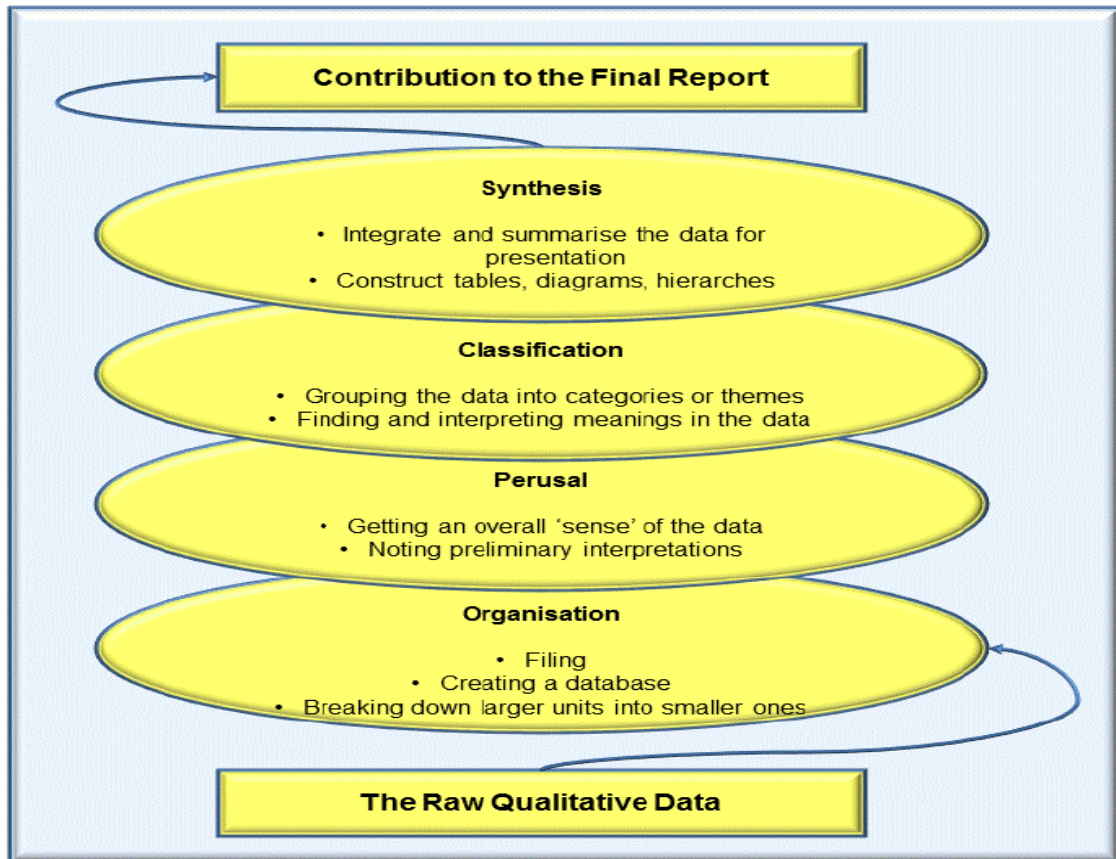 Contribution to the Final Report
Synthesis
• Integrate and summarise the data for
presentation
• Construct tables, diagrams, hierarches
Classification
• Grouping the data into categories or themes
• Finding and interpreting meanings in the data
Perusal
• Getting an overall ‘sense’ of the data
• Noting preliminary interpretations
Organisation
• Filing
• Creating a database
• Breaking down larger units into smaller ones
The Raw Qualitative Data